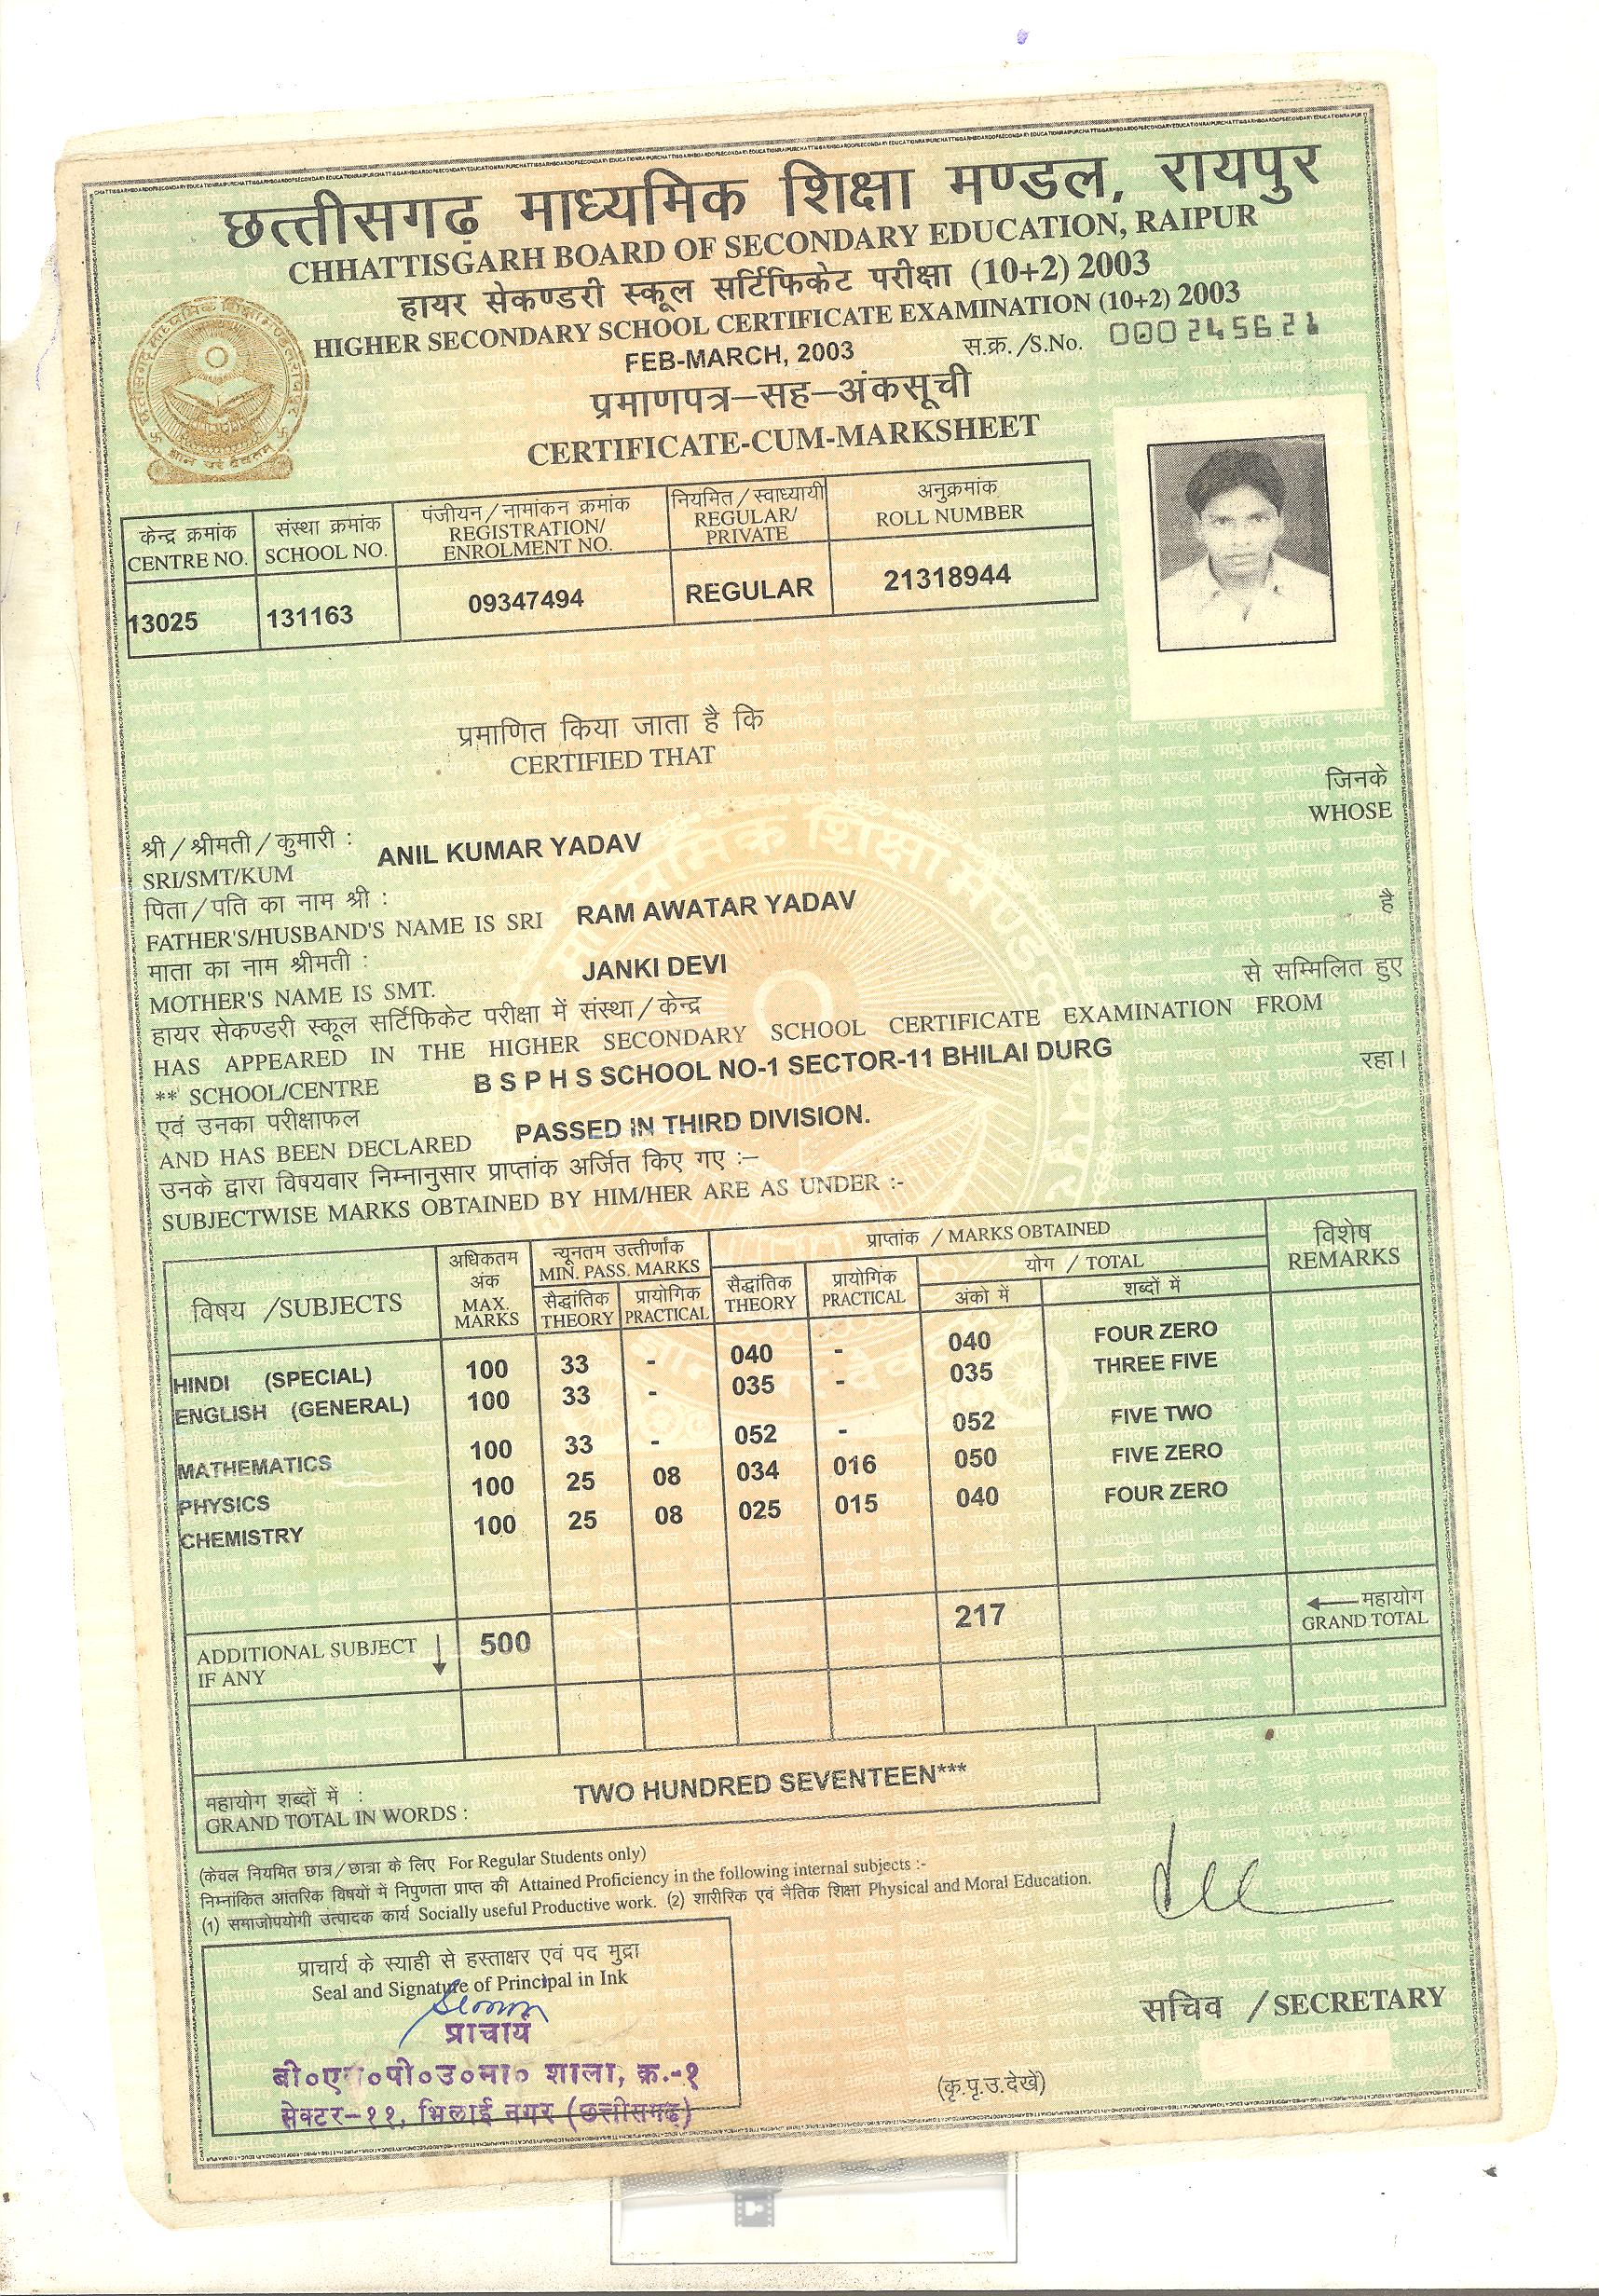 छत्तीसगढ़ माध्यमिक शिक्षा मण्डल, रायपुर
CHHATTISGARH BOARD OF SECONDARY EDUCATION, RAIPUR
हायर सेकण्डरी स्कूल सर्टिफिकेट परीक्षा (10+2) 2003
HIGHER SECONDARY SCHOOL CERTIFICATE EXAMINATION (10+2) 2003
FEB-MARCH, 2003 स.क्र./S.No. 000245621
प्रमाणपत्र–सह–अंकसूची
CERTIFICATE-CUM-MARKSHEET
केन्द्र क्रमांक संस्था क्रमांक पंजीयन/नामांकन क्रमांक नियमित/स्वाध्यायी अनुक्रमांक
CENTRE NO. SCHOOL NO. REGISTRATION/ ENROLMENT NO. REGULAR/ PRIVATE ROLL NUMBER
13025 131163 09347494 REGULAR 21318944
प्रमाणित किया जाता है कि
CERTIFIED THAT
जिनके
WHOSE
श्री/श्रीमती/कुमारी : ANIL KUMAR YADAV
SRI/SMT/KUM
पिता/पति का नाम श्री :
FATHER'S/HUSBAND'S NAME IS SRI RAM AWATAR YADAV है
माता का नाम श्रीमती : JANKI DEVI
MOTHER'S NAME IS SMT.
हायर सेकण्डरी स्कूल सर्टिफिकेट परीक्षा में संस्था/केन्द्र से सम्मिलित हुए
HAS APPEARED IN THE HIGHER SECONDARY SCHOOL CERTIFICATE EXAMINATION FROM
** SCHOOL/CENTRE B S P H S SCHOOL NO-1 SECTOR-11 BHILAI DURG
एवं उनका परीक्षाफल रहा।
AND HAS BEEN DECLARED PASSED IN THIRD DIVISION.
उनके द्वारा विषयवार निम्नानुसार प्राप्तांक अर्जित किए गए :–
SUBJECTWISE MARKS OBTAINED BY HIM/HER ARE AS UNDER :-
विषय /SUBJECTS अधिकतम अंक MAX. MARKS न्यूनतम उत्तीर्णांक MIN. PASS. MARKS प्राप्तांक / MARKS OBTAINED विशेष REMARKS
सैद्धांतिक THEORY प्रायोगिक PRACTICAL सैद्धांतिक THEORY प्रायोगिक PRACTICAL योग / TOTAL
अंको में शब्दों में
HINDI (SPECIAL) 100 33 - 040 - 040 FOUR ZERO
ENGLISH (GENERAL) 100 33 - 035 - 035 THREE FIVE
MATHEMATICS 100 33 - 052 - 052 FIVE TWO
PHYSICS 100 25 08 034 016 050 FIVE ZERO
CHEMISTRY 100 25 08 025 015 040 FOUR ZERO
ADDITIONAL SUBJECT IF ANY ↓ 500 217 ← महायोग GRAND TOTAL
महायोग शब्दों में :
GRAND TOTAL IN WORDS : TWO HUNDRED SEVENTEEN***
(केवल नियमित छात्र/छात्रा के लिए For Regular Students only)
निम्नांकित आंतरिक विषयों में निपुणता प्राप्त की Attained Proficiency in the following internal subjects :-
(1) समाजोपयोगी उत्पादक कार्य Socially useful Productive work. (2) शारीरिक एवं नैतिक शिक्षा Physical and Moral Education.
प्राचार्य के स्याही से हस्ताक्षर एवं पद मुद्रा
Seal and Signature of Principal in Ink
प्राचार्य
बी०एस०पी०उ०मा० शाला, क्र.-१
सेक्टर-११, भिलाई नगर (छत्तीसगढ़)
सचिव / SECRETARY
(कृ.पृ.उ.देखें)